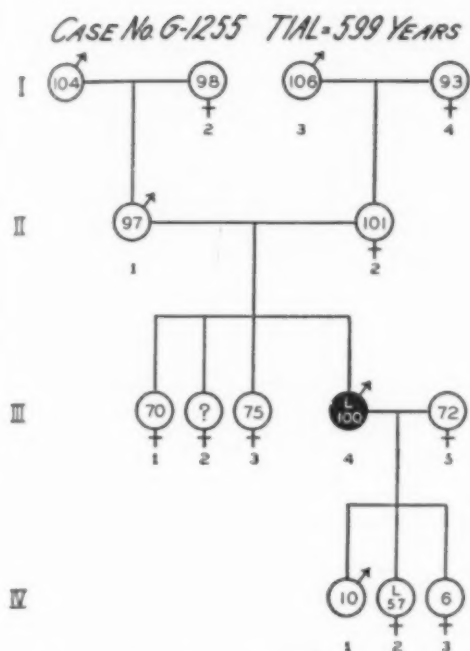 CASE NO. G-1255 TIAL = 599 YEARS
I 104 98 106 93
2 3 4
II 97 101
1 2
III 70 ? 75 L 100 72
1 2 3 4 5
IV 10 L 57 6
1 2 3